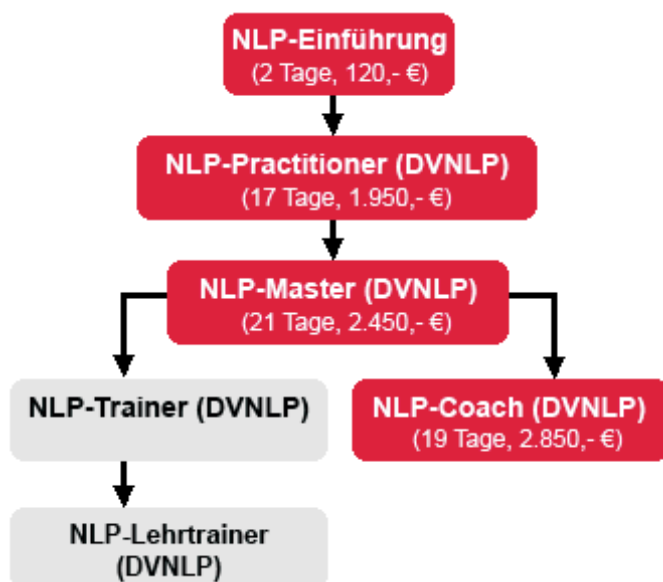 NLP-Einführung
(2 Tage, 120,- €)
NLP-Practitioner (DVNLP)
(17 Tage, 1.950,- €)
NLP-Master (DVNLP)
(21 Tage, 2.450,- €)
NLP-Trainer (DVNLP)
NLP-Coach (DVNLP)
(19 Tage, 2.850,- €)
NLP-Lehrtrainer
(DVNLP)